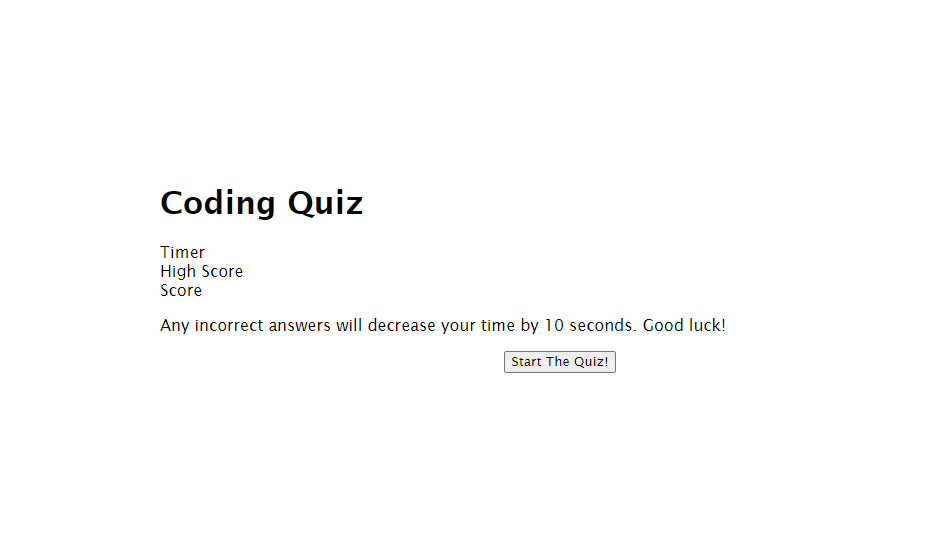 Coding Quiz
Timer
High Score
Score
Any incorrect answers will decrease your time by 10 seconds. Good luck!
Start The Quiz!